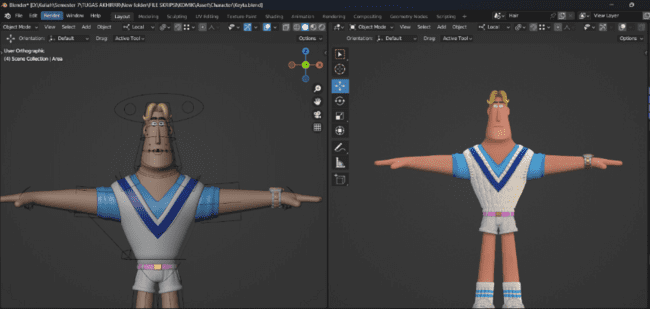 Blender* [D:\Kuliah\Semester 7\TUGAS AKHIRRR\New folder\FILE SKRIPSI\KOMIK\Asset\Character\Keyla.blend]
File Edit Render Window Help Layout Modeling Sculpting UV Editing Texture Paint Shading Animation Rendering Compositing Geometry Nodes Scripting + Hair View Layer
Object Mode View Select Add Object Local
Object Mode View Select Add Object Global
Orientation: Default Drag: Active Tool Options
Orientation: Default Drag: Active Tool Options
User Orthographic
(4) Scene Collection | Area